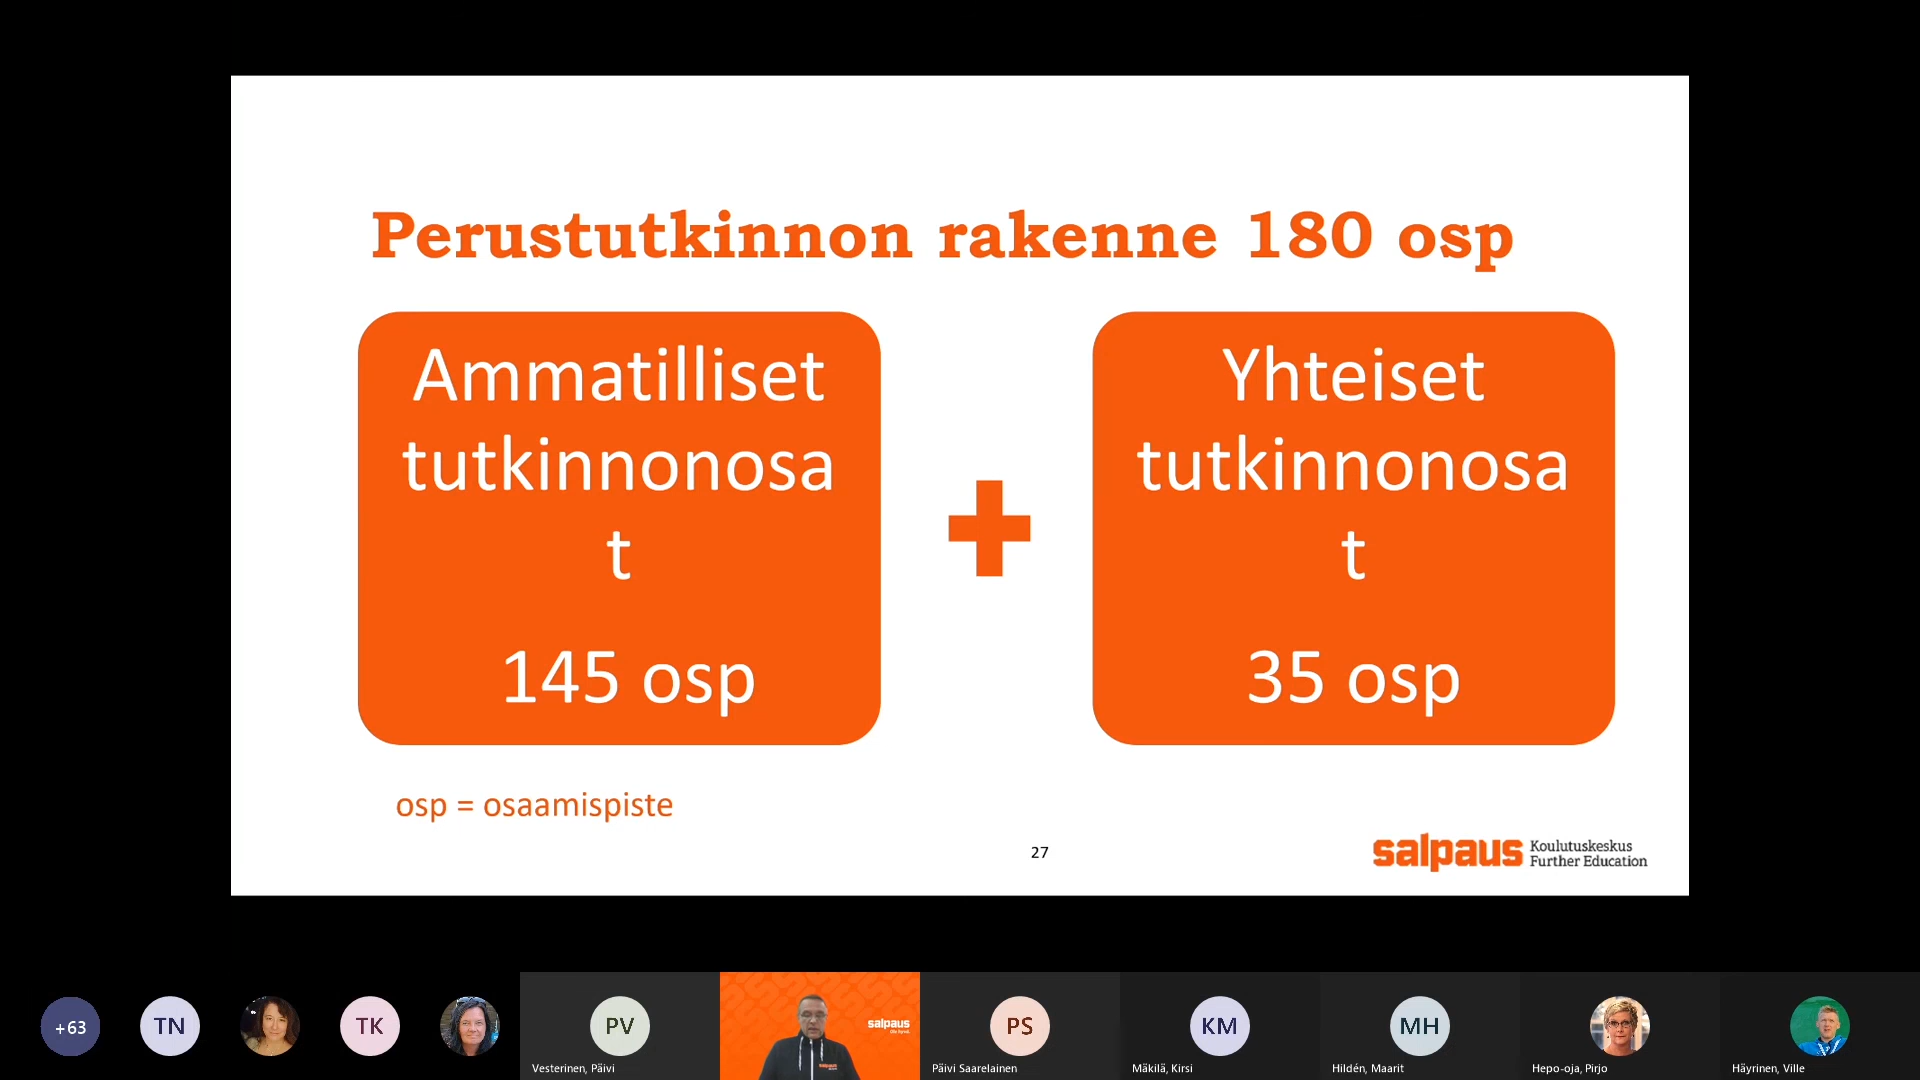 Perustutkinnon rakenne 180 osp
Ammatilliset
tutkinnonosa
t
145 osp
Yhteiset
tutkinnonosa
t
35 osp
osp = osaamispiste
27
salpaus Koulutuskeskus
Further Education
+63
TN
TK
PV
Vesterinen, Päivi
salpaus
PS
Päivi Saarelainen
KM
Mäkilä, Kirsi
MH
Hildén, Maarit
Hepo-oja, Pirjo
Häyrinen, Ville